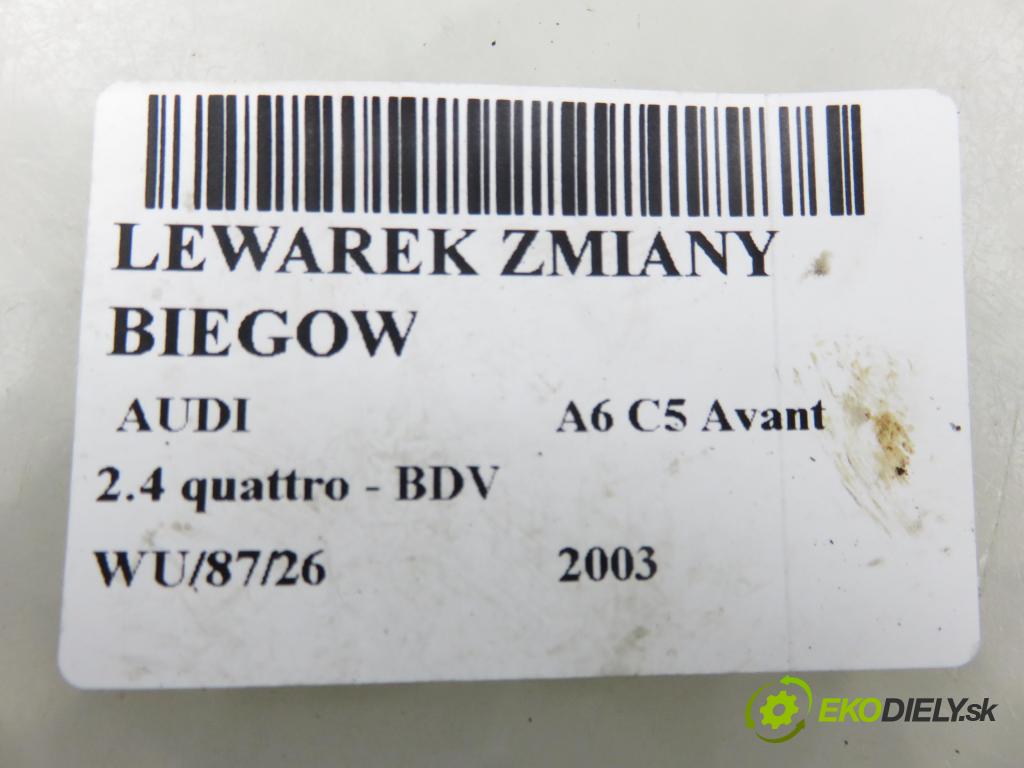 LEWAREK ZMIANY
BIEGOW
AUDI A6 C5 Avant
2.4 quattro - BDV
WU/87/26 2003
EKODIELY.sk